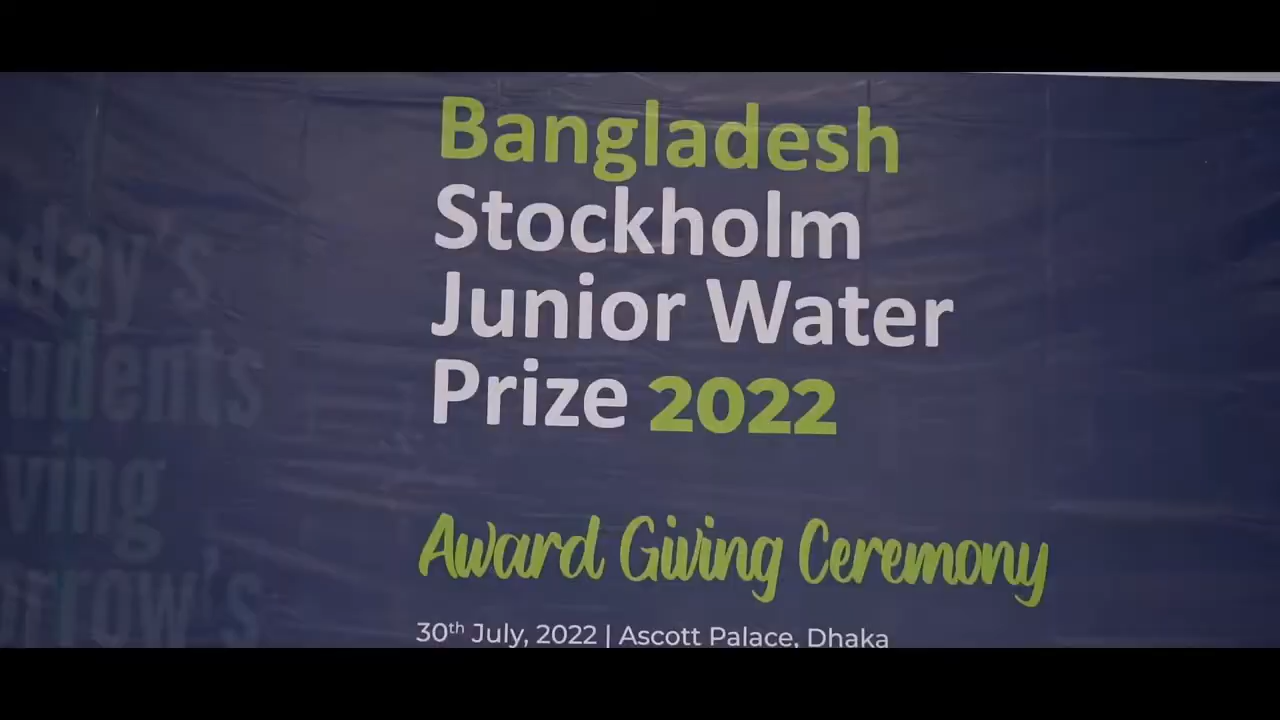 Bangladesh
Stockholm
Junior Water
Prize 2022
Award Giving Ceremony
30th July, 2022 | Ascott Palace, Dhaka